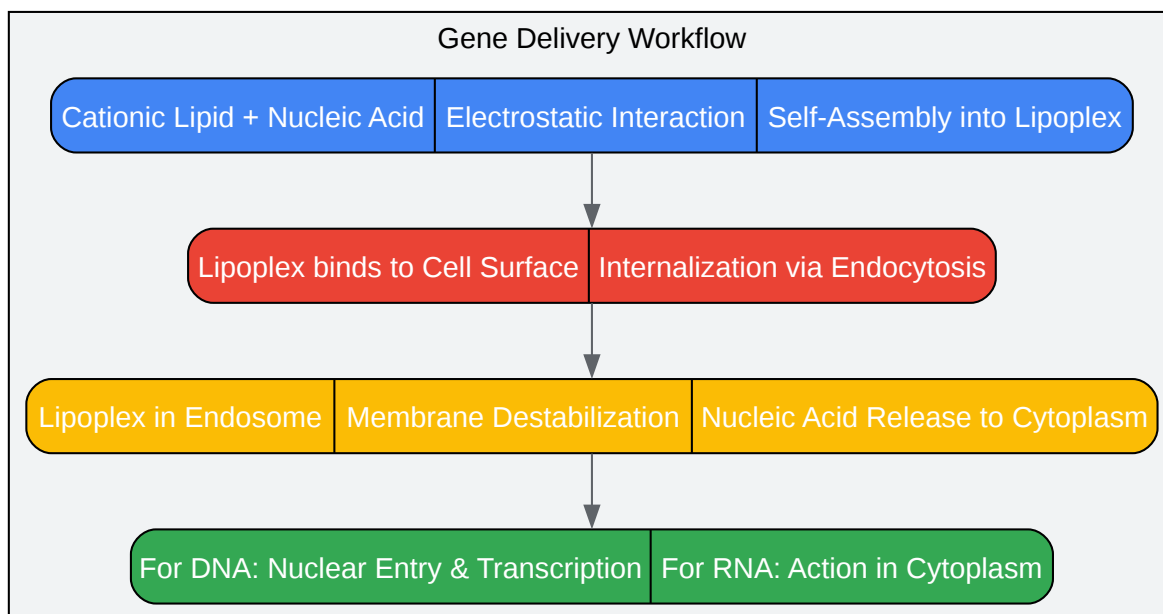 Gene Delivery Workflow
Cationic Lipid + Nucleic Acid
Electrostatic Interaction
Self-Assembly into Lipoplex
Lipoplex binds to Cell Surface
Internalization via Endocytosis
Lipoplex in Endosome
Membrane Destabilization
Nucleic Acid Release to Cytoplasm
For DNA: Nuclear Entry & Transcription
For RNA: Action in Cytoplasm